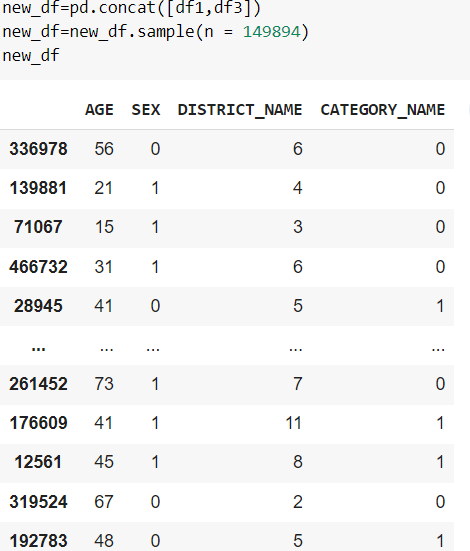 new_df=pd.concat([df1,df3])
new_df=new_df.sample(n = 149894)
new_df
AGE SEX DISTRICT_NAME CATEGORY_NAME
336978 56 0 6 0
139881 21 1 4 0
71067 15 1 3 0
466732 31 1 6 0
28945 41 0 5 1
... ... ... ... ...
261452 73 1 7 0
176609 41 1 11 1
12561 45 1 8 1
319524 67 0 2 0
192783 48 0 5 1